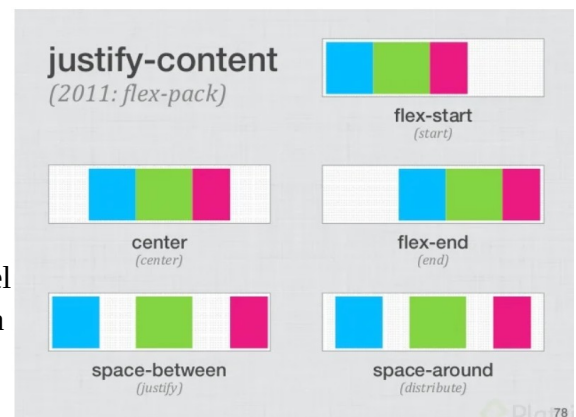 justify-content
(2011: flex-pack)
flex-start
(start)
center
(center)
flex-end
(end)
space-between
(justify)
space-around
(distribute)
78